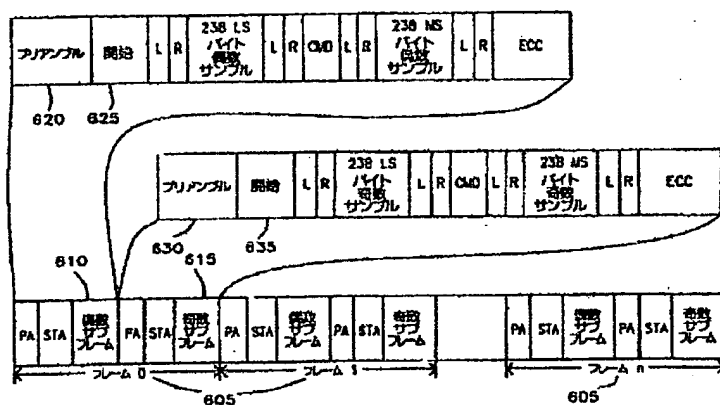 プリアンブル 開始 L R 238 LS バイト 偶数 サンプル L R CMD L R 238 MS バイト 偶数 サンプル L R ECC
620 625
プリアンブル 開始 L R 238 LS バイト 奇数 サンプル L R CMD L R 238 MS バイト 奇数 サンプル L R ECC
630 635
610 615
PA STA 偶数 サブ フレーム PA STA 奇数 サブ フレーム PA STA 偶数 サブ フレーム PA STA 奇数 サブ フレーム PA STA 偶数 サブ フレーム PA STA 奇数 サブ フレーム
フレーム 0 フレーム 1 フレーム n
605 605